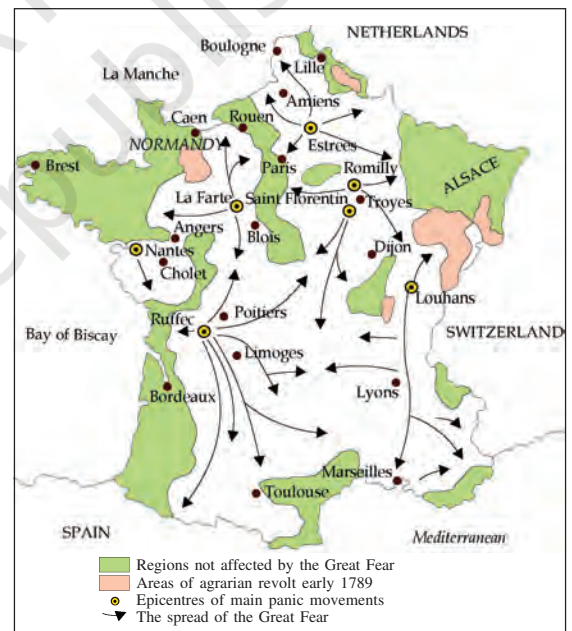 NETHERLANDS
Boulogne
Lille
La Manche
Amiens
Caen
Rouen
NORMANDY
Estrees
Brest
Paris
Romilly
ALSACE
La Farte
Saint Florentin
Troyes
Angers
Blois
Nantes
Dijon
Cholet
Louhans
Ruffec
Poitiers
Bay of Biscay
SWITZERLAND
Limoges
Lyons
Bordeaux
Marseilles
Toulouse
SPAIN
Mediterranean
Regions not affected by the Great Fear
Areas of agrarian revolt early 1789
Epicentres of main panic movements
The spread of the Great Fear